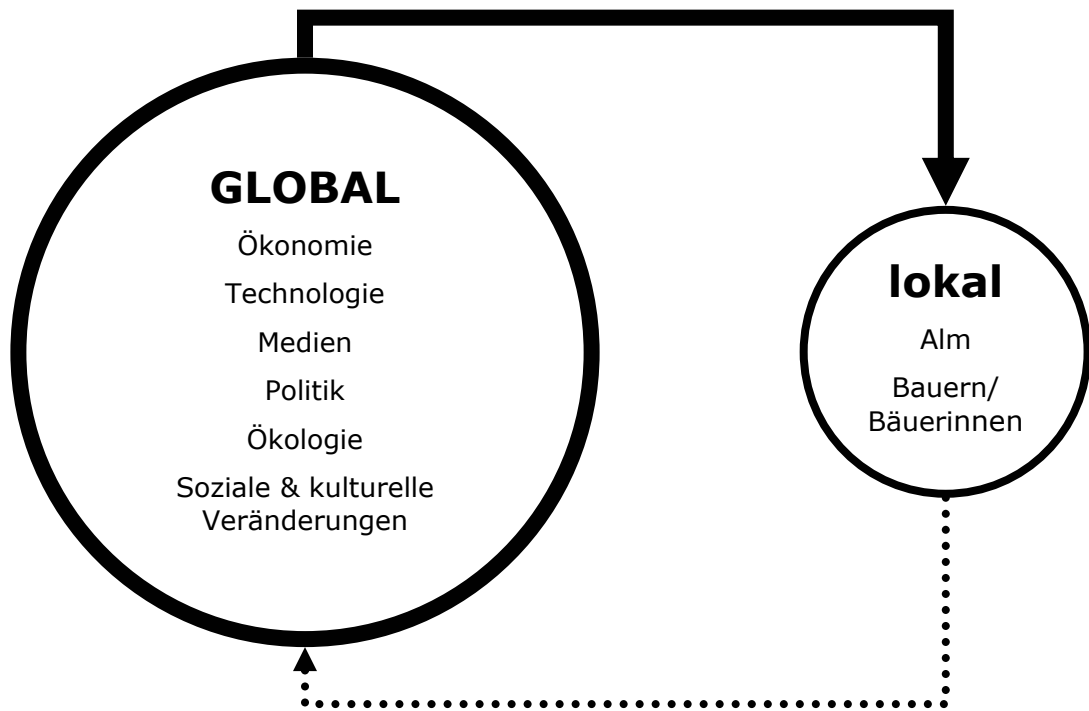 GLOBAL
Ökonomie
Technologie
Medien
Politik
Ökologie
Soziale & kulturelle
Veränderungen
lokal
Alm
Bauern/
Bäuerinnen